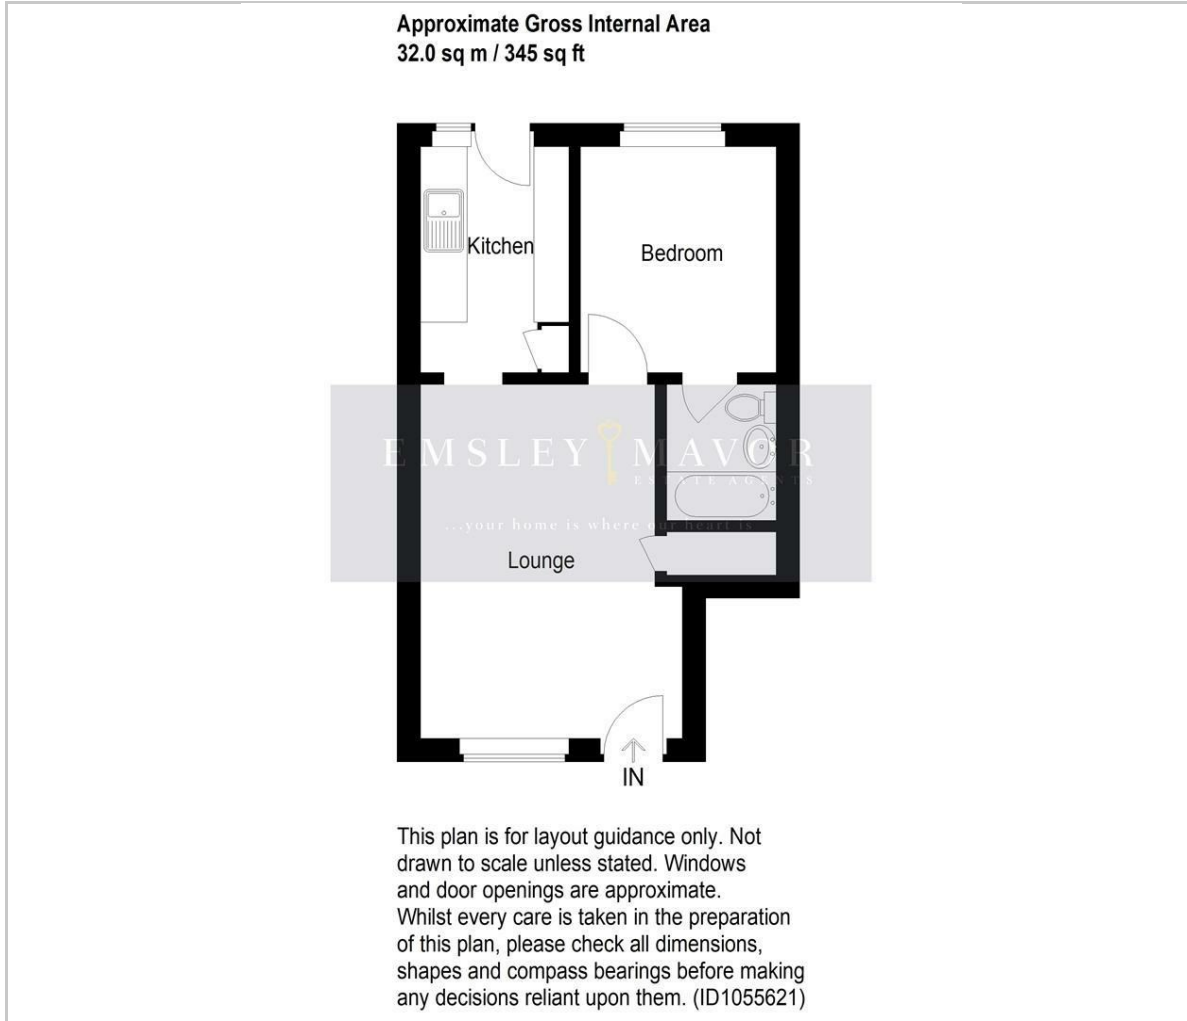 Approximate Gross Internal Area
32.0 sq m / 345 sq ft
Kitchen
Bedroom
EMSLEY MAVOR
ESTATE AGENTS
...your home is where our heart is
Lounge
IN
This plan is for layout guidance only. Not
drawn to scale unless stated. Windows
and door openings are approximate.
Whilst every care is taken in the preparation
of this plan, please check all dimensions,
shapes and compass bearings before making
any decisions reliant upon them. (ID1055621)